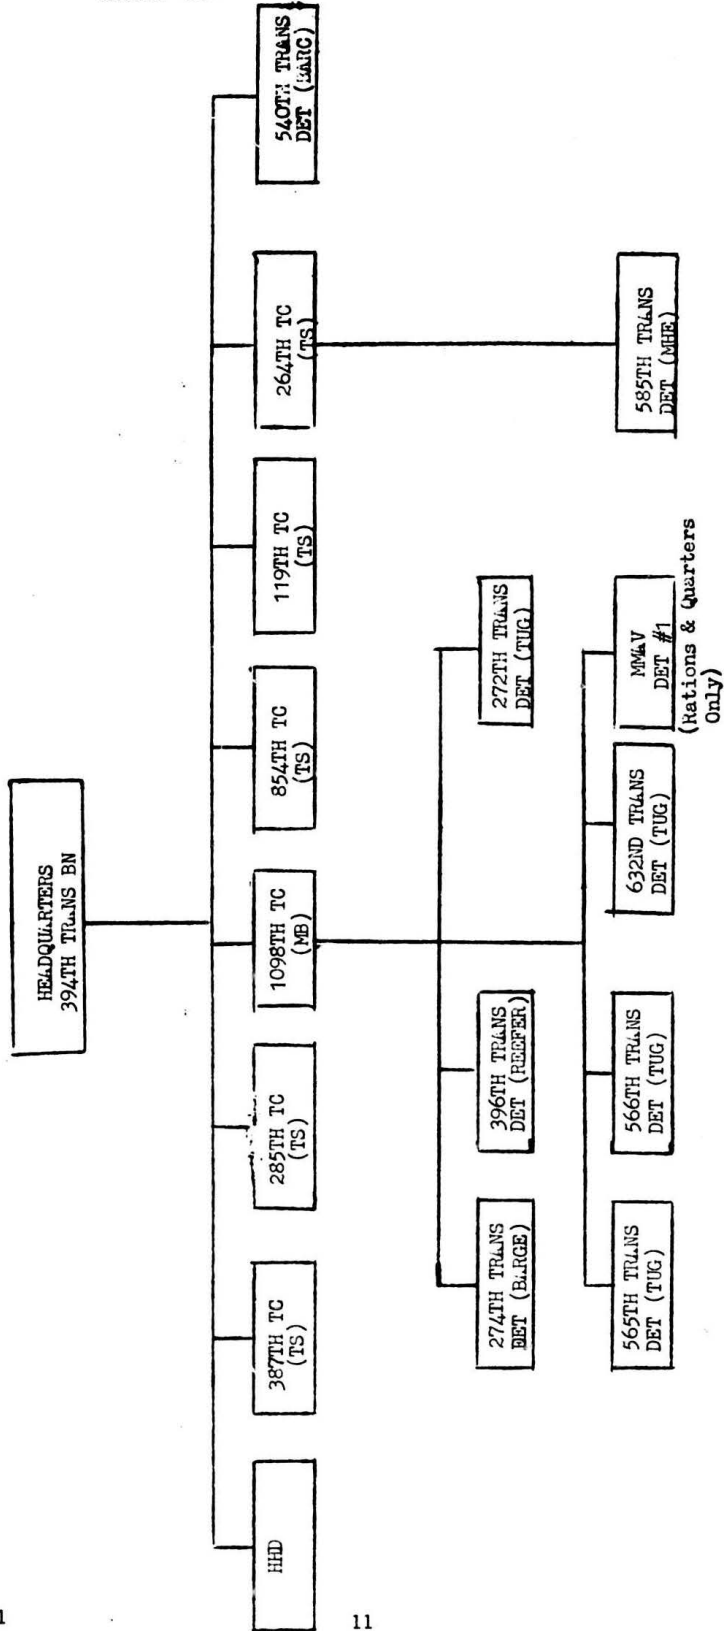 HEADQUARTERS
394TH TRANS BN
HHD
387TH TC
(TS)
285TH TC
(TS)
1098TH TC
(MB)
854TH TC
(TS)
119TH TC
(TS)
264TH TC
(TS)
540TH TRANS
DET (BARC)
274TH TRANS
DET (BARGE)
396TH TRANS
DET (REEFER)
272TH TRANS
DET (TUG)
565TH TRANS
DET (TUG)
566TH TRANS
DET (TUG)
632ND TRANS
DET (TUG)
MMAV
DET #1
(Rations & Quarters
Only)
585TH TRANS
DET (MHE)
1
11